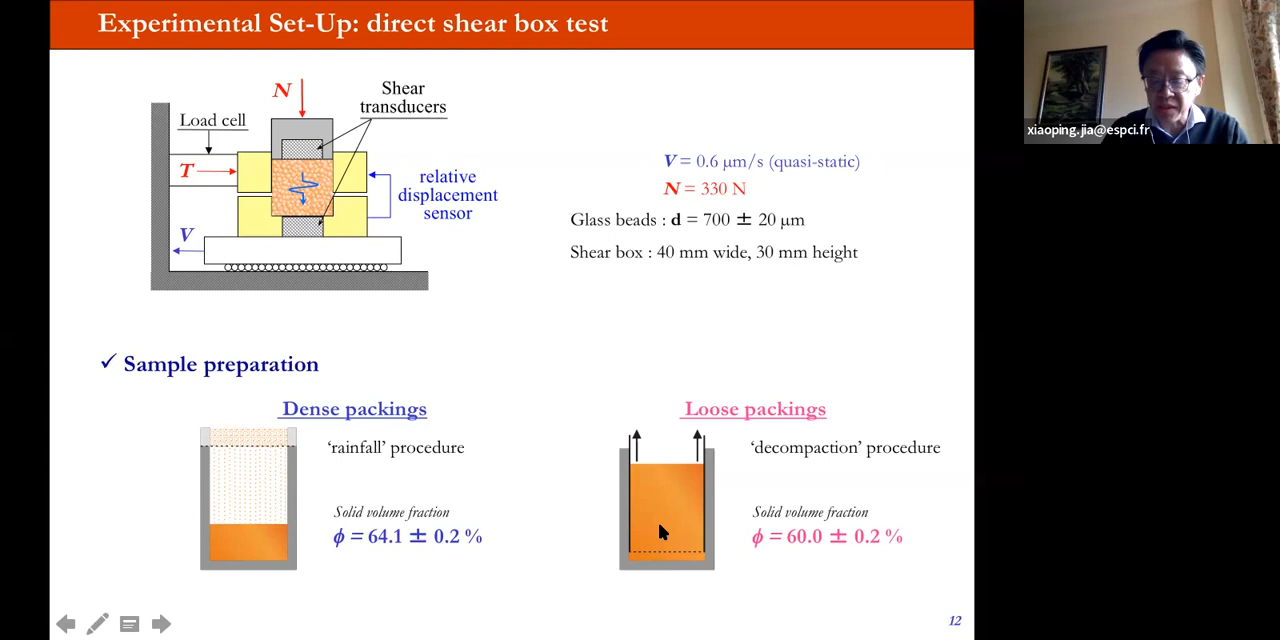 Experimental Set-Up: direct shear box test
xiaoping.jia@espci.fr
N
Shear
transducers
Load cell
T
relative
displacement
sensor
V
V = 0.6 μm/s (quasi-static)
N = 330 N
Glass beads : d = 700 ± 20 μm
Shear box : 40 mm wide, 30 mm height
✓ Sample preparation
Dense packings
‘rainfall’ procedure
Solid volume fraction
ϕ = 64.1 ± 0.2 %
Loose packings
‘decompaction’ procedure
Solid volume fraction
ϕ = 60.0 ± 0.2 %
12